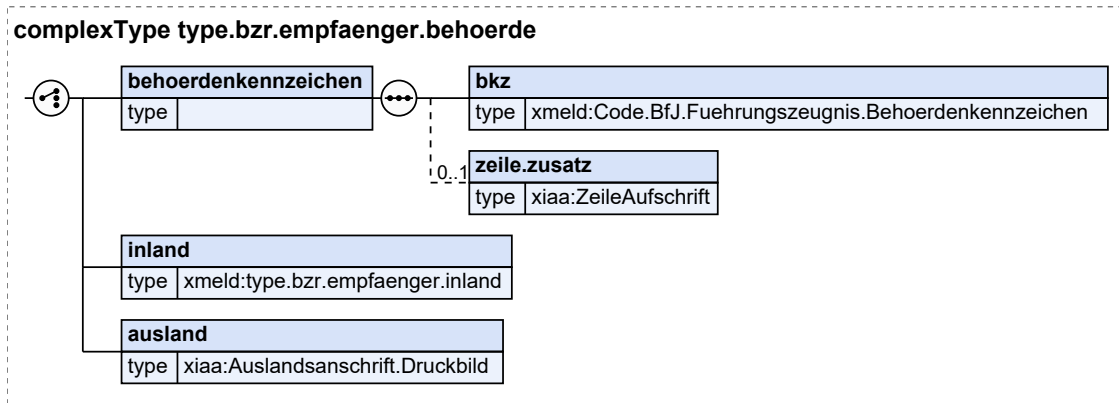 complexType type.bzr.empfaenger.behoerde
behoerdenkennzeichen
type
bkz
type xmeld:Code.BfJ.Fuehrungszeugnis.Behoerdenkennzeichen
0..1
zeile.zusatz
type xiaa:ZeileAufschrift
inland
type xmeld:type.bzr.empfaenger.inland
ausland
type xiaa:Auslandsanschrift.Druckbild